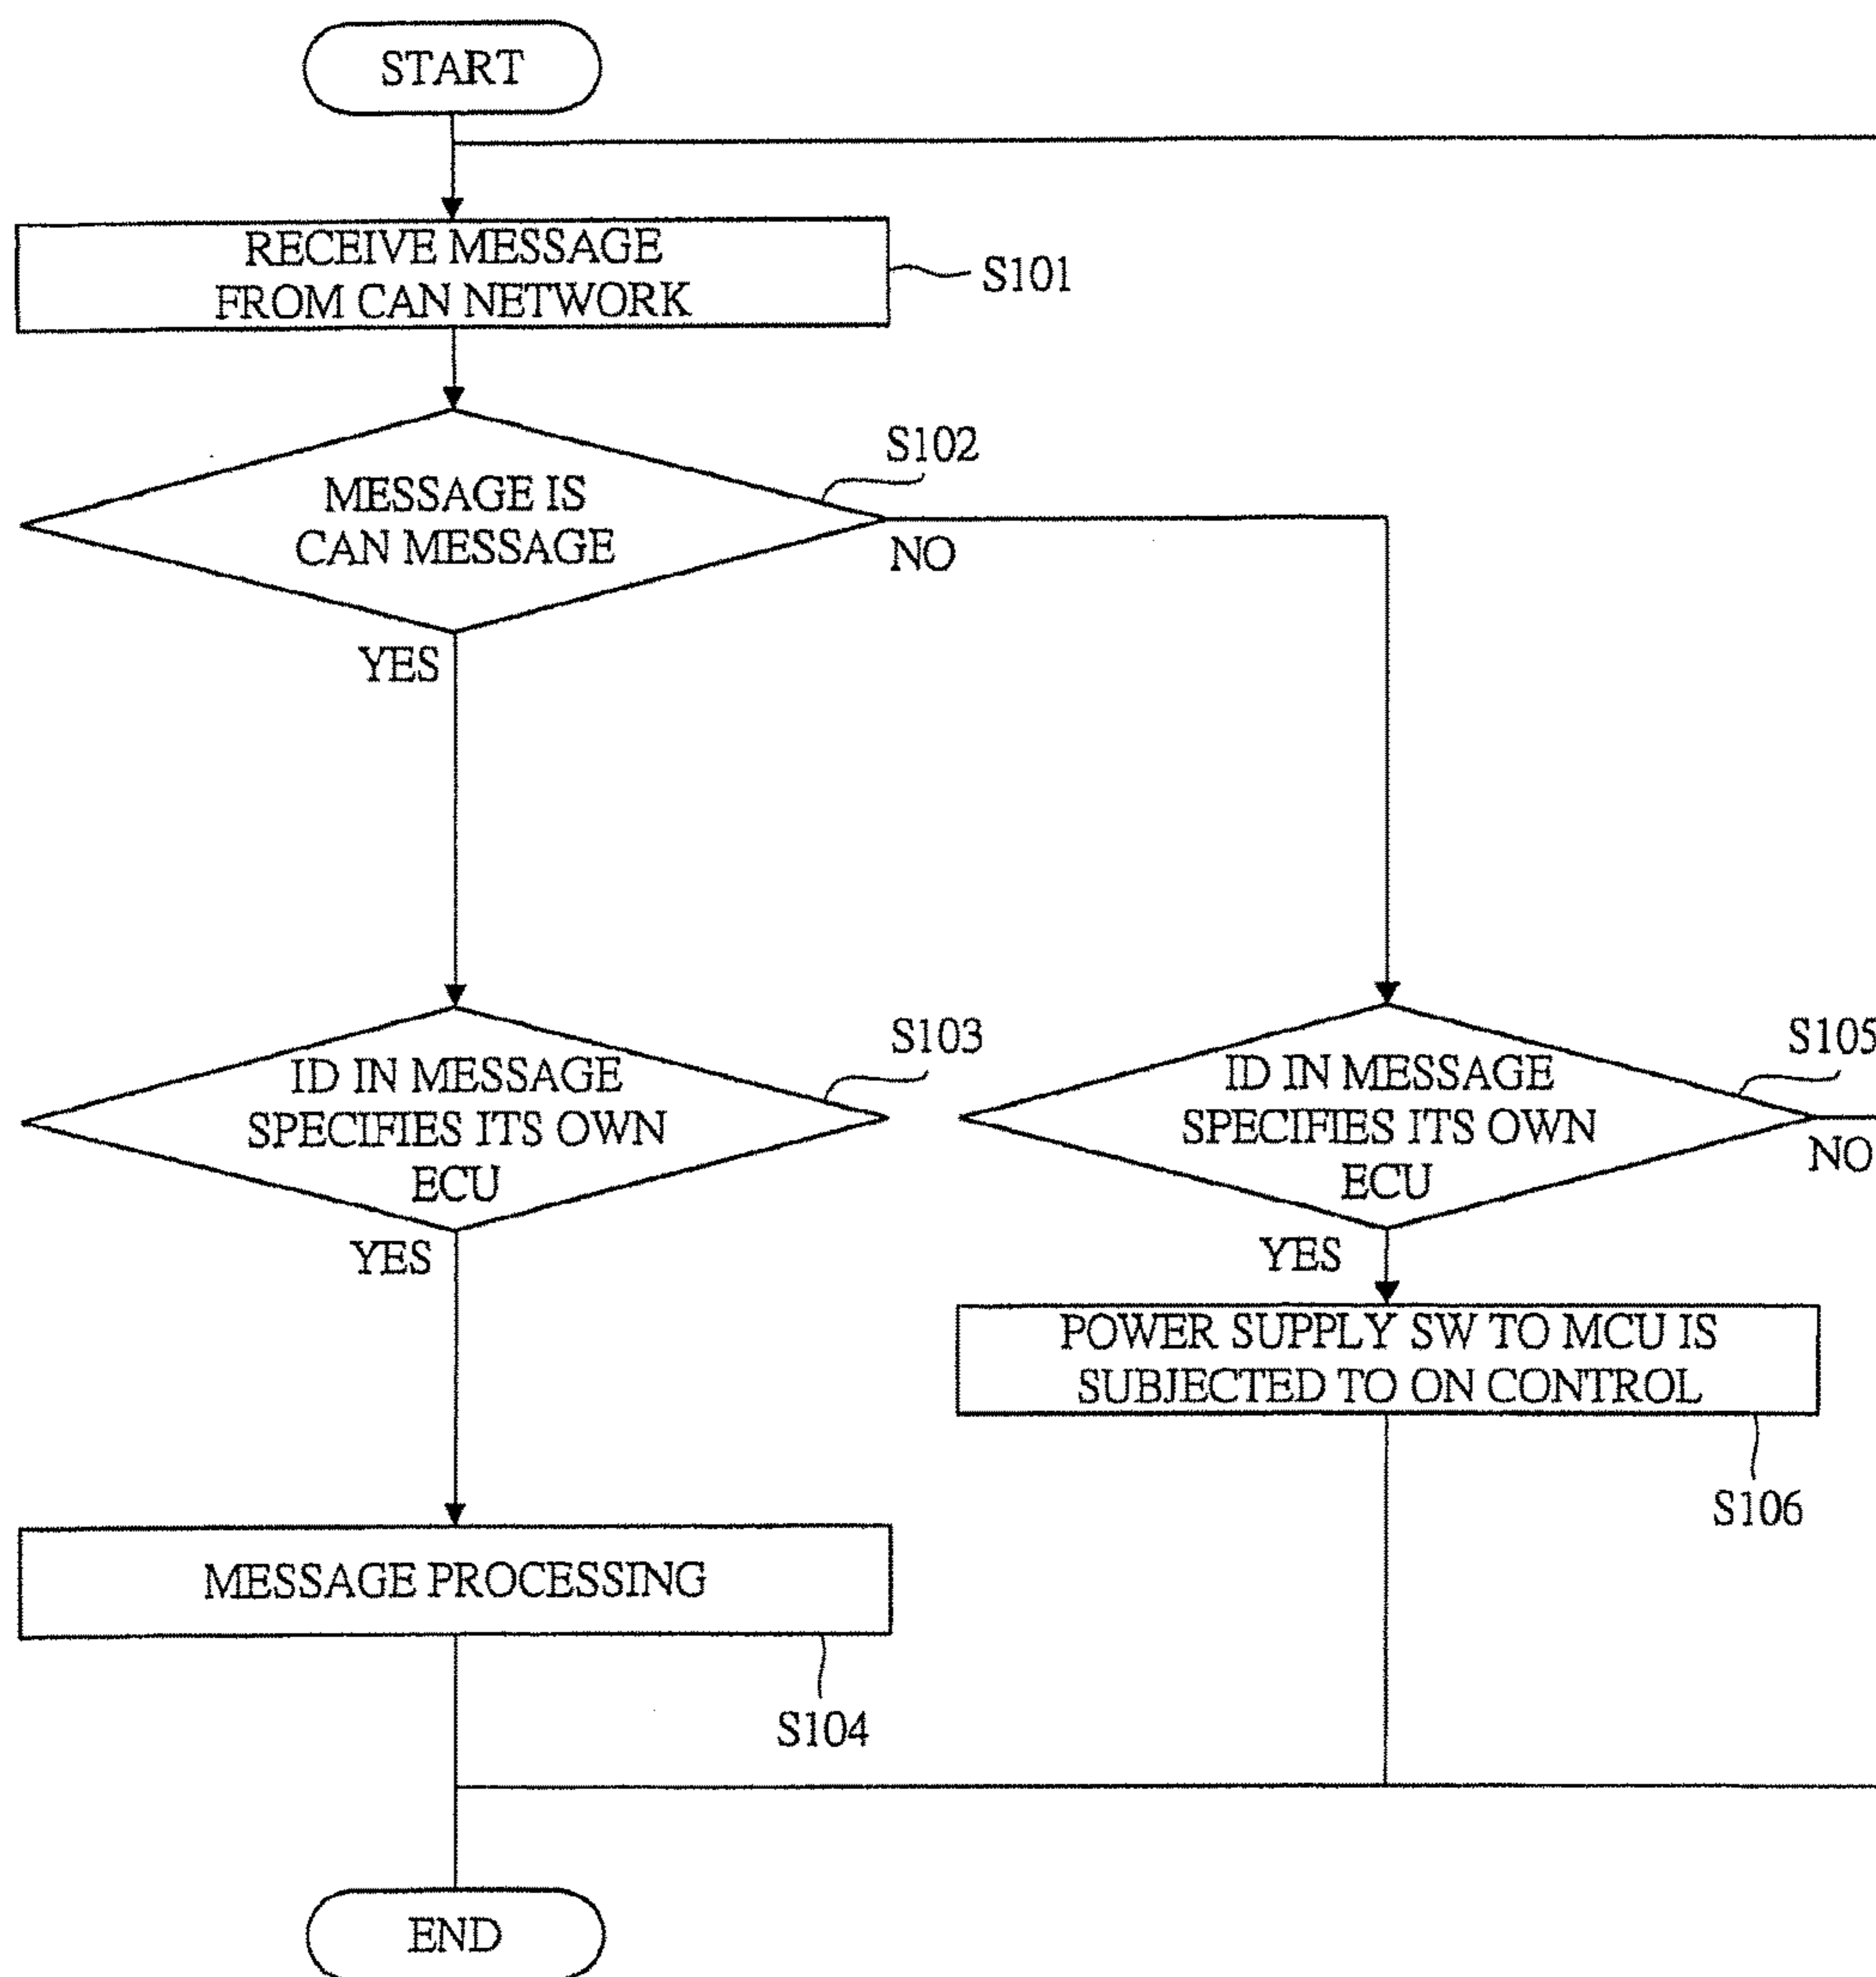 START
RECEIVE MESSAGE
FROM CAN NETWORK
S101
MESSAGE IS
CAN MESSAGE
S102
NO
YES
ID IN MESSAGE
SPECIFIES ITS OWN
ECU
S103
YES
ID IN MESSAGE
SPECIFIES ITS OWN
ECU
S105
NO
YES
POWER SUPPLY SW TO MCU IS
SUBJECTED TO ON CONTROL
S106
MESSAGE PROCESSING
S104
END